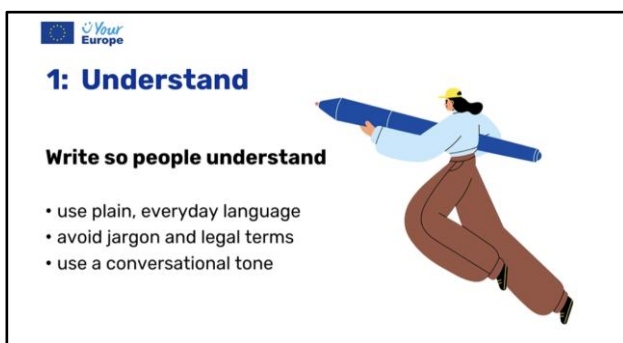 Your
Europe
1: Understand
Write so people understand
• use plain, everyday language
• avoid jargon and legal terms
• use a conversational tone